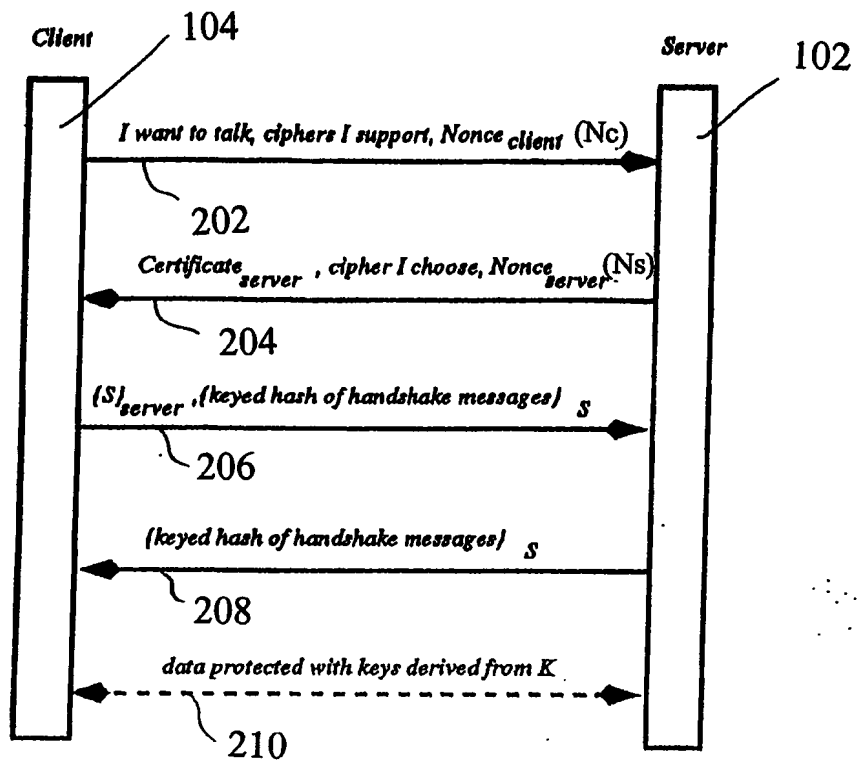 Client
104
Server
102
I want to talk, ciphers I support, Nonce client (Nc)
202
Certificate server , cipher I choose, Nonce server (Ns)
204
{S} server ,{keyed hash of handshake messages} S
206
{keyed hash of handshake messages} S
208
data protected with keys derived from K
210